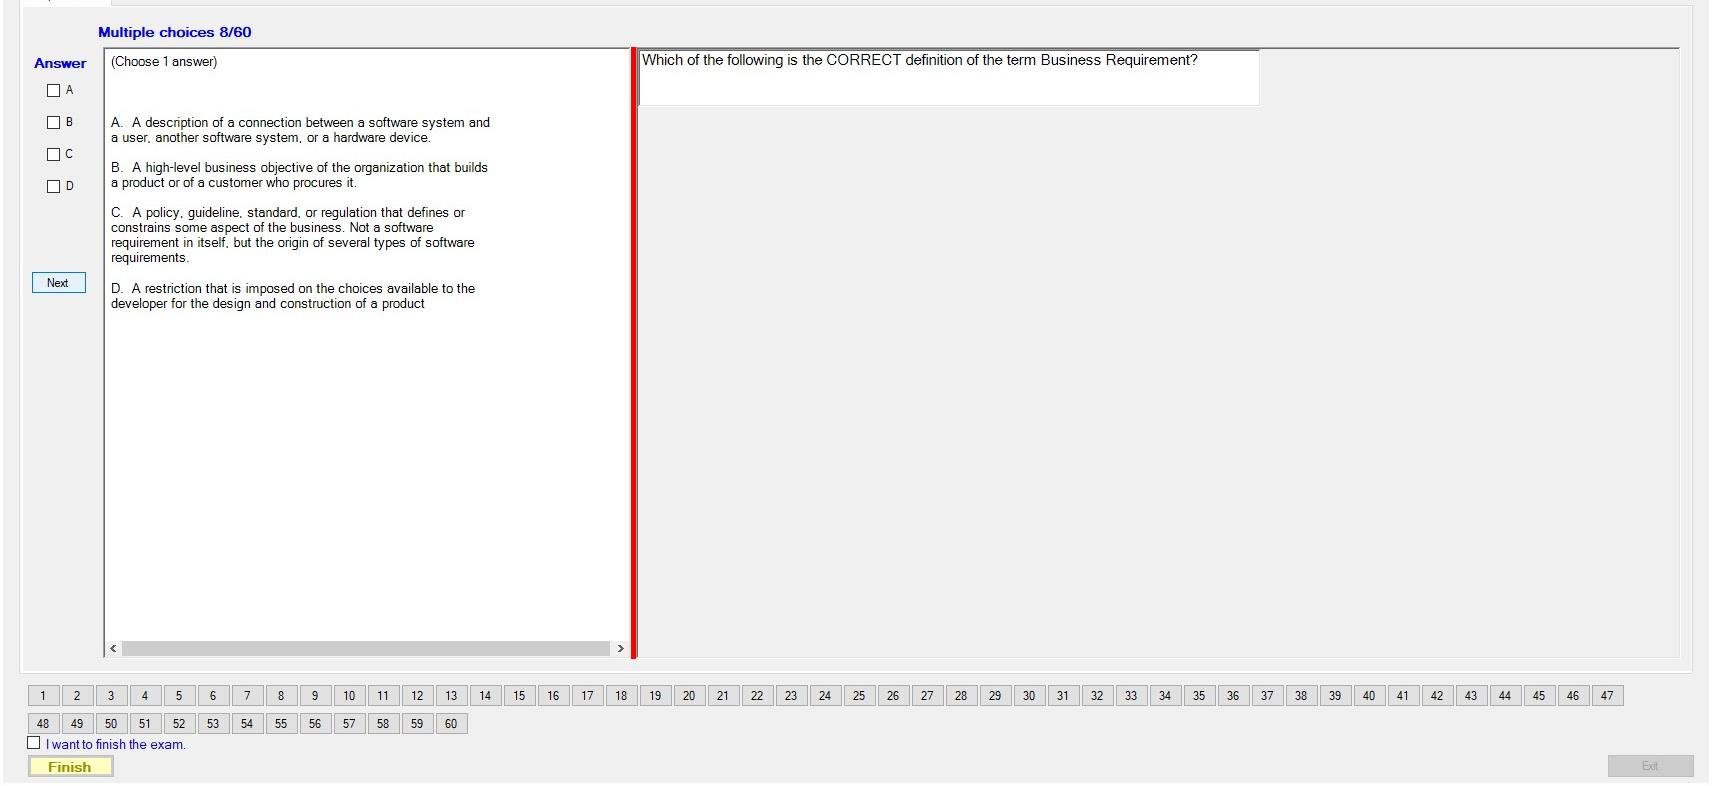 Multiple choices 8/60
Answer
A
B
C
D
Next
(Choose 1 answer)
A. A description of a connection between a software system and
a user, another software system, or a hardware device.
B. A high-level business objective of the organization that builds
a product or of a customer who procures it.
C. A policy, guideline, standard, or regulation that defines or
constrains some aspect of the business. Not a software
requirement in itself, but the origin of several types of software
requirements.
D. A restriction that is imposed on the choices available to the
developer for the design and construction of a product
Which of the following is the CORRECT definition of the term Business Requirement?
1 2 3 4 5 6 7 8 9 10 11 12 13 14 15 16 17 18 19 20 21 22 23 24 25 26 27 28 29 30 31 32 33 34 35 36 37 38 39 40 41 42 43 44 45 46 47
48 49 50 51 52 53 54 55 56 57 58 59 60
I want to finish the exam.
Finish
Exit